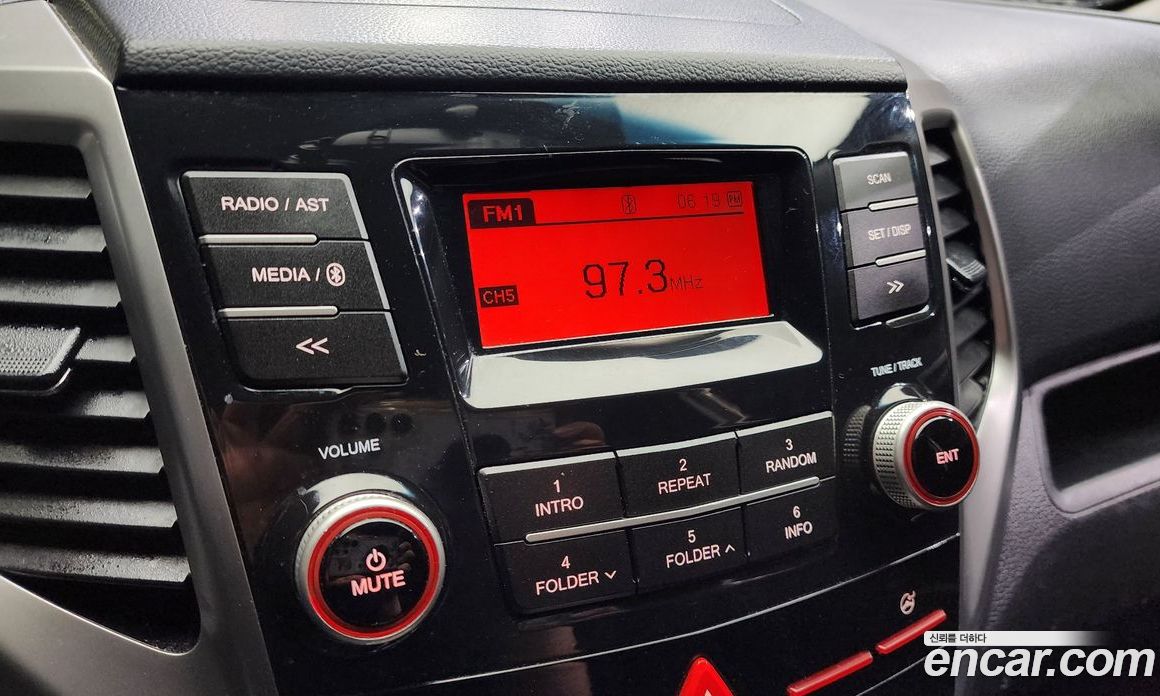 RADIO / AST
MEDIA /
<<
FM1
06 19 PM
97.3MHz
CH5
SCAN
SET / DISP
>>
TUNE / TRACK
ENT
VOLUME
MUTE
1
INTRO
2
REPEAT
3
RANDOM
4
FOLDER
5
FOLDER
6
INFO
신뢰를 더하다
encar.com